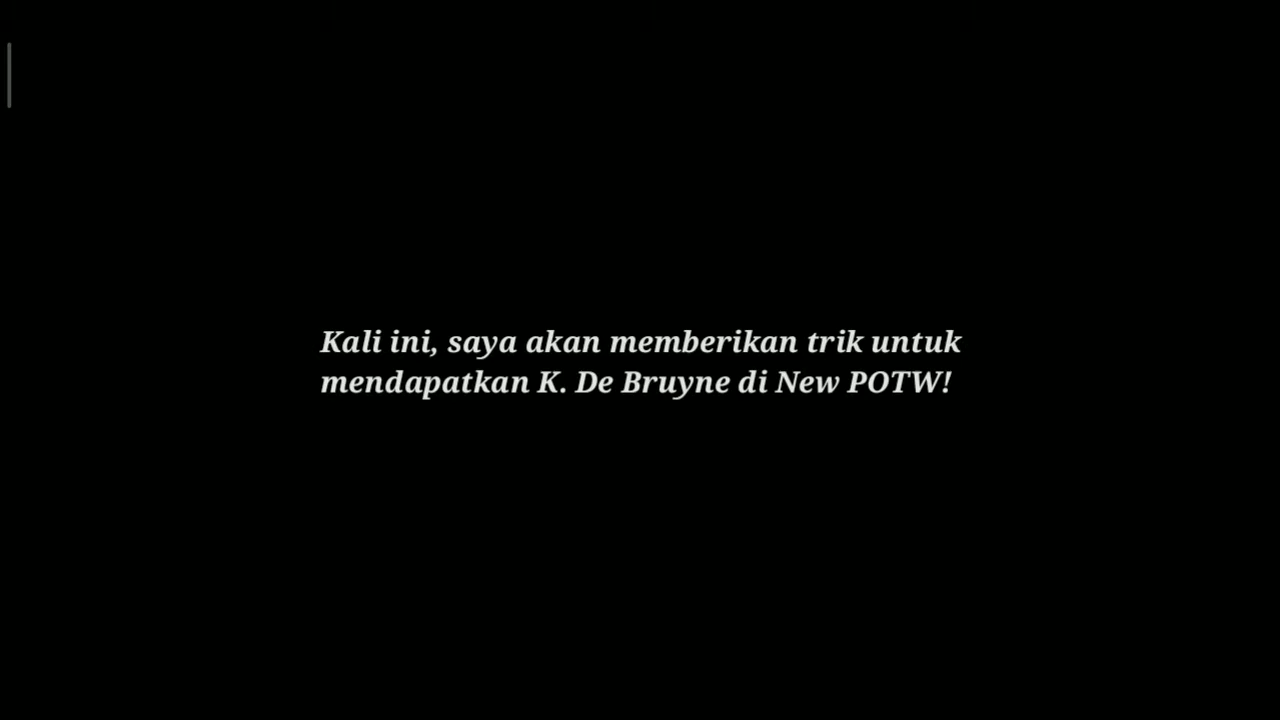 Kali ini, saya akan memberikan trik untuk
mendapatkan K. De Bruyne di New POTW!